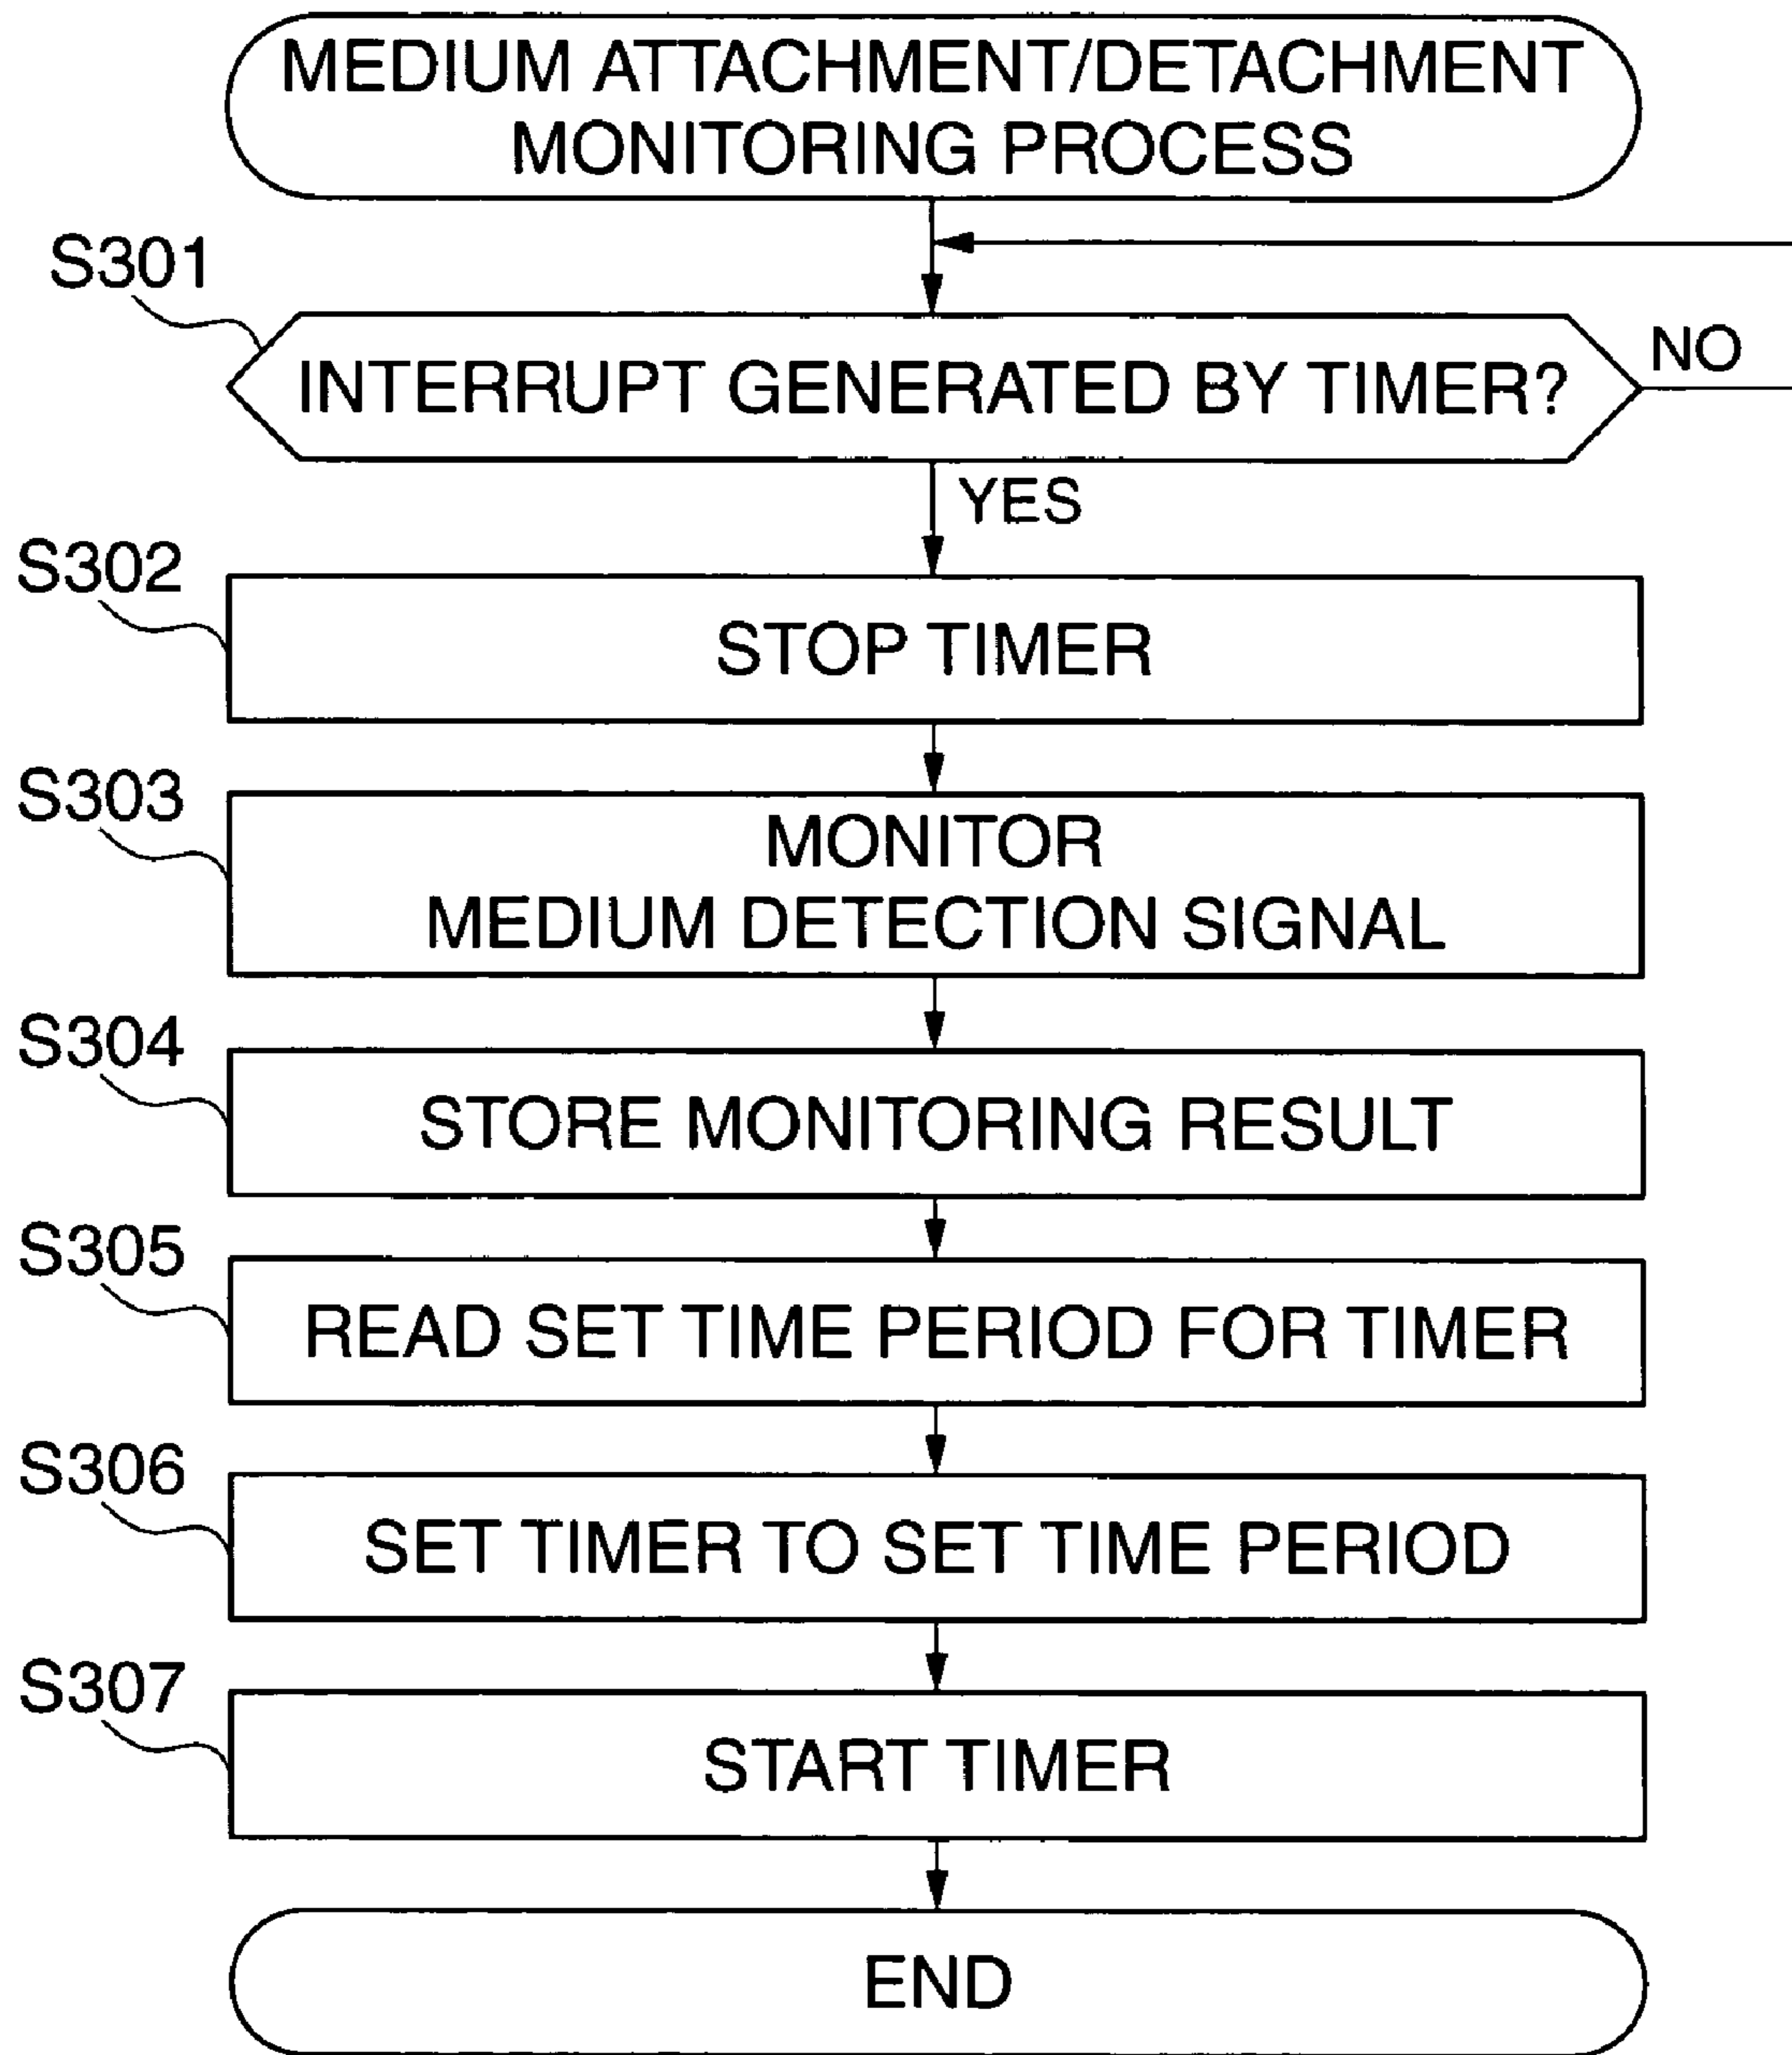 MEDIUM ATTACHMENT/DETACHMENT
MONITORING PROCESS
S301
INTERRUPT GENERATED BY TIMER?
NO
YES
S302
STOP TIMER
S303
MONITOR
MEDIUM DETECTION SIGNAL
S304
STORE MONITORING RESULT
S305
READ SET TIME PERIOD FOR TIMER
S306
SET TIMER TO SET TIME PERIOD
S307
START TIMER
END